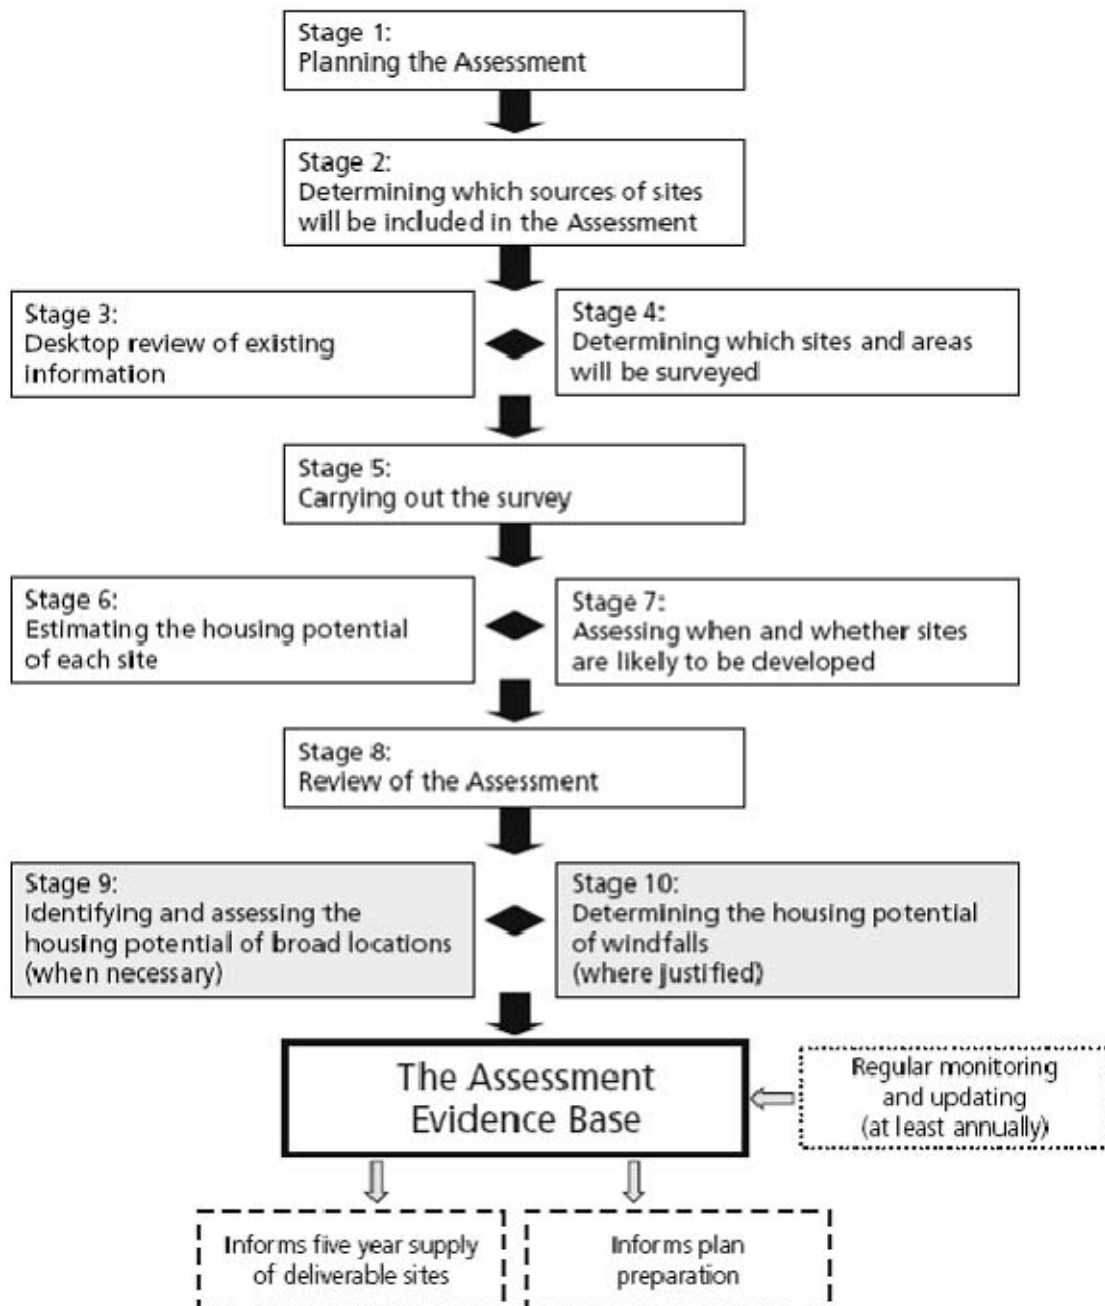 Stage 1:
Planning the Assessment
Stage 2:
Determining which sources of sites
will be included in the Assessment
Stage 3:
Desktop review of existing
information
Stage 4:
Determining which sites and areas
will be surveyed
Stage 5:
Carrying out the survey
Stage 6:
Estimating the housing potential
of each site
Stage 7:
Assessing when and whether sites
are likely to be developed
Stage 8:
Review of the Assessment
Stage 9:
Identifying and assessing the
housing potential of broad locations
(when necessary)
Stage 10:
Determining the housing potential
of windfalls
(where justified)
The Assessment
Evidence Base
Regular monitoring
and updating
(at least annually)
Informs five year supply
of deliverable sites
Informs plan
preparation